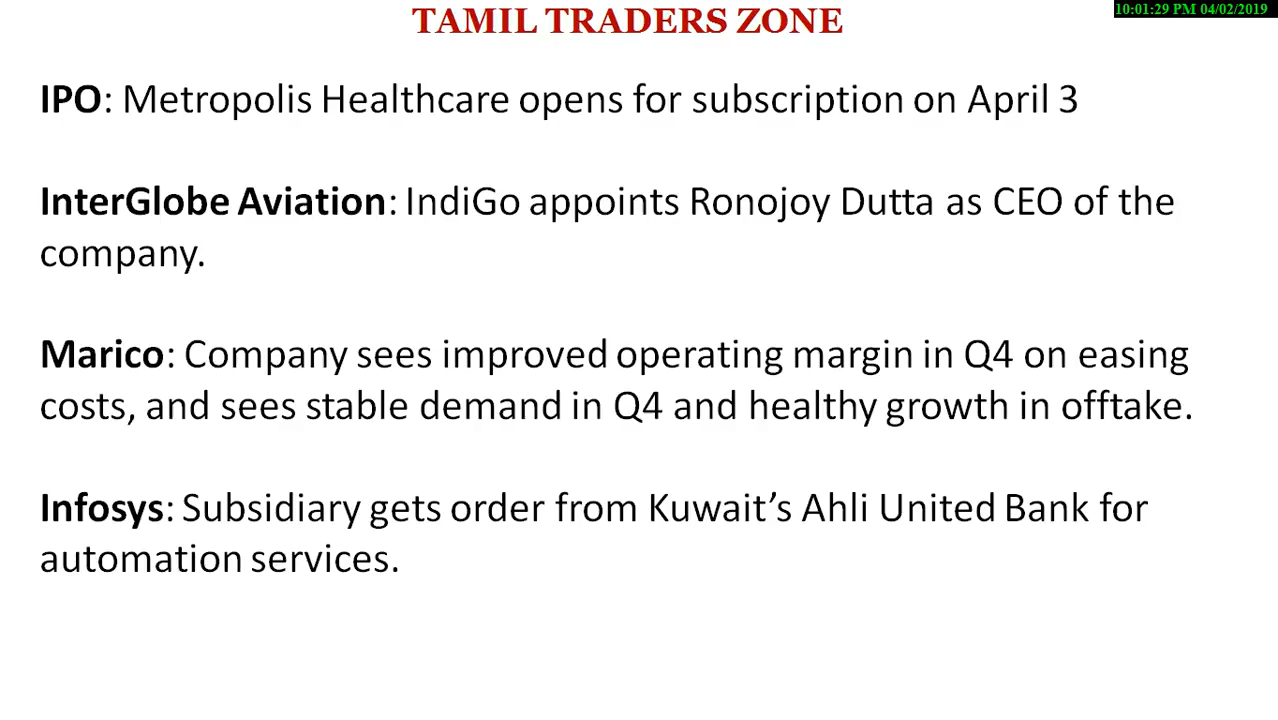 TAMIL TRADERS ZONE
10:01:29 PM 04/02/2019
IPO: Metropolis Healthcare opens for subscription on April 3
InterGlobe Aviation: IndiGo appoints Ronojoy Dutta as CEO of the
company.
Marico: Company sees improved operating margin in Q4 on easing
costs, and sees stable demand in Q4 and healthy growth in offtake.
Infosys: Subsidiary gets order from Kuwait’s Ahli United Bank for
automation services.